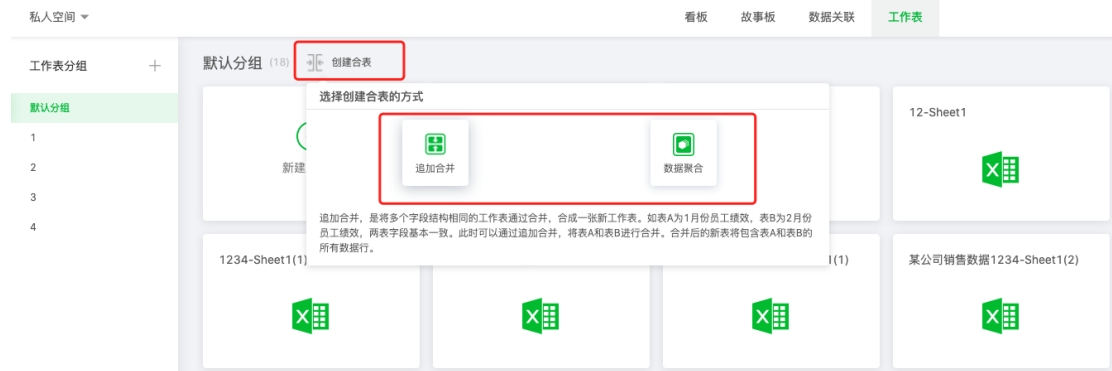 私人空间
看板 故事板 数据关联 工作表
工作表分组
默认分组 (18) 创建合表
默认分组
1
2
3
4
选择创建合表的方式
追加合并 数据聚合
追加合并，是将多个字段结构相同的工作表通过合并，合成一张新工作表。如表A为1月份员工绩效，表B为2月份
员工绩效，两表字段基本一致。此时可以通过追加合并，将表A和表B进行合并。合并后的新表将包含表A和表B的
所有数据行。
新建
12-Sheet1
1234-Sheet1(1)
1(1)
某公司销售数据1234-Sheet1(2)